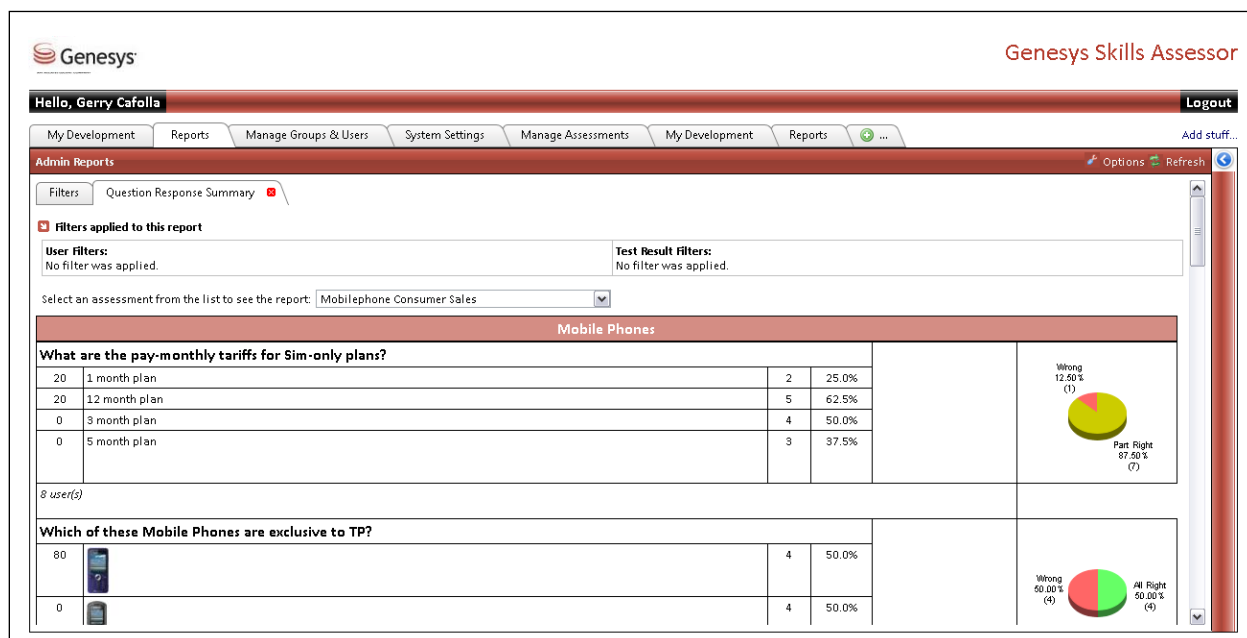 Genesys
Genesys Skills Assessor
Hello, Gerry Cafolla
Logout
My Development
Reports
Manage Groups & Users
System Settings
Manage Assessments
My Development
Reports
...
Add stuff...
Admin Reports
Options
Refresh
Filters
Question Response Summary
Filters applied to this report
User Filters:
No filter was applied.
Test Result Filters:
No filter was applied.
Select an assessment from the list to see the report: Mobilephone Consumer Sales
Mobile Phones
What are the pay-monthly tariffs for Sim-only plans?
20 1 month plan 2 25.0%
20 12 month plan 5 62.5%
0 3 month plan 4 50.0%
0 5 month plan 3 37.5%
Wrong
12.50%
(1)
Part Right
87.50%
(7)
8 user(s)
Which of these Mobile Phones are exclusive to TP?
80 4 50.0%
0 4 50.0%
Wrong
50.00%
(4)
All Right
50.00%
(4)